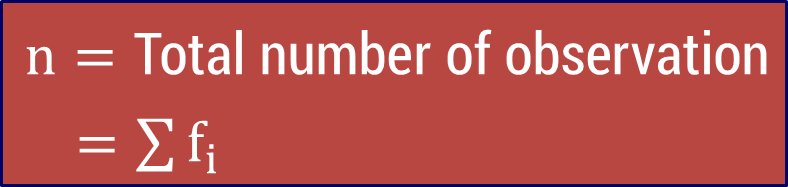 n = Total number of observation
= ∑ fᵢ